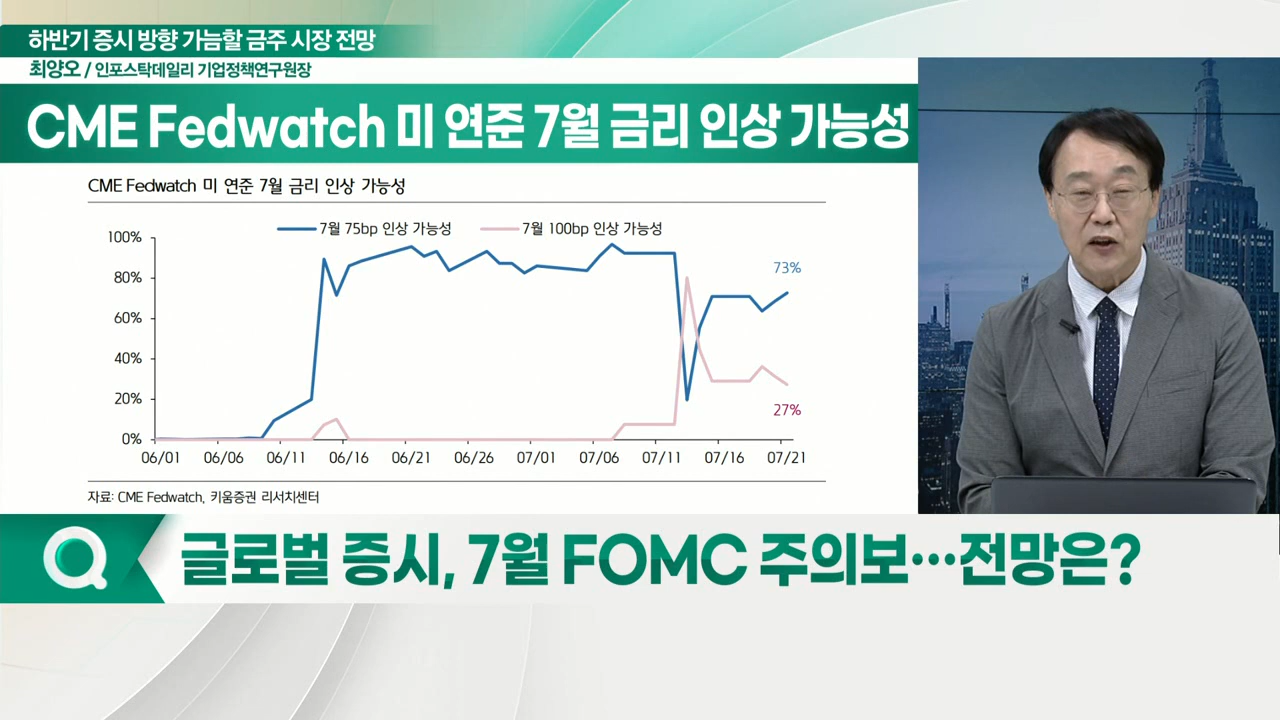 하반기 증시 방향 가늠할 금주 시장 전망
최양오 / 인포스탁데일리 기업정책연구원장
CME Fedwatch 미 연준 7월 금리 인상 가능성
CME Fedwatch 미 연준 7월 금리 인상 가능성
7월 75bp 인상 가능성 7월 100bp 인상 가능성
100%
80%
60%
40%
20%
0%
73%
27%
06/01 06/06 06/11 06/16 06/21 06/26 07/01 07/06 07/11 07/16 07/21
자료: CME Fedwatch, 키움증권 리서치센터
Q 글로벌 증시, 7월 FOMC 주의보…전망은?